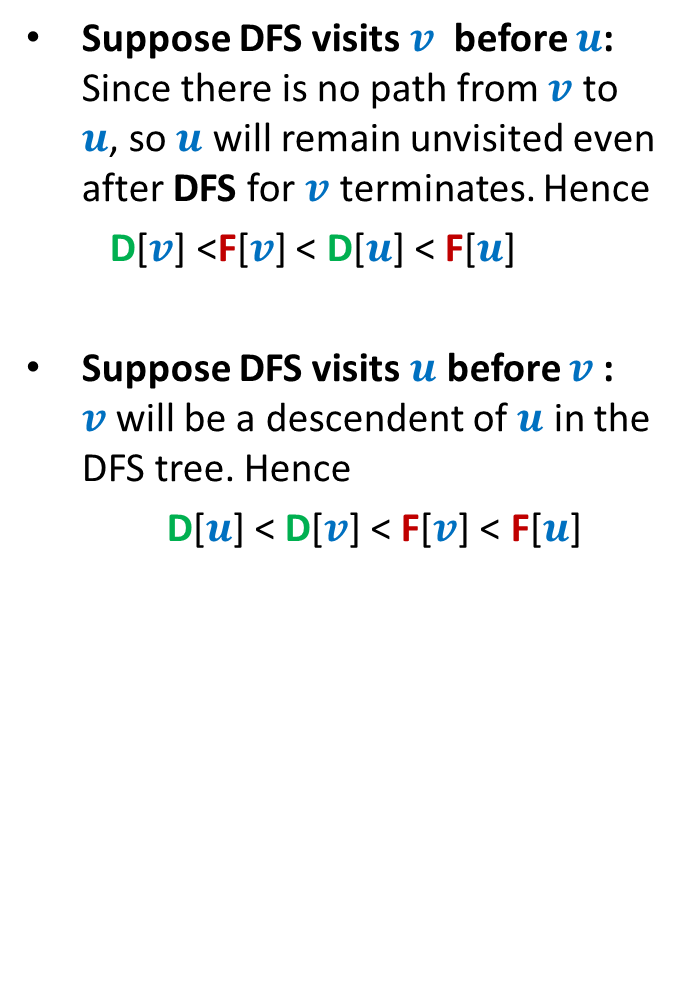 • Suppose DFS visits 𝒗 before 𝒖:
Since there is no path from 𝒗 to
𝒖, so 𝒖 will remain unvisited even
after DFS for 𝒗 terminates. Hence
D[𝒗] <F[𝒗] < D[𝒖] < F[𝒖]
• Suppose DFS visits 𝒖 before 𝒗 :
𝒗 will be a descendent of 𝒖 in the
DFS tree. Hence
D[𝒖] < D[𝒗] < F[𝒗] < F[𝒖]